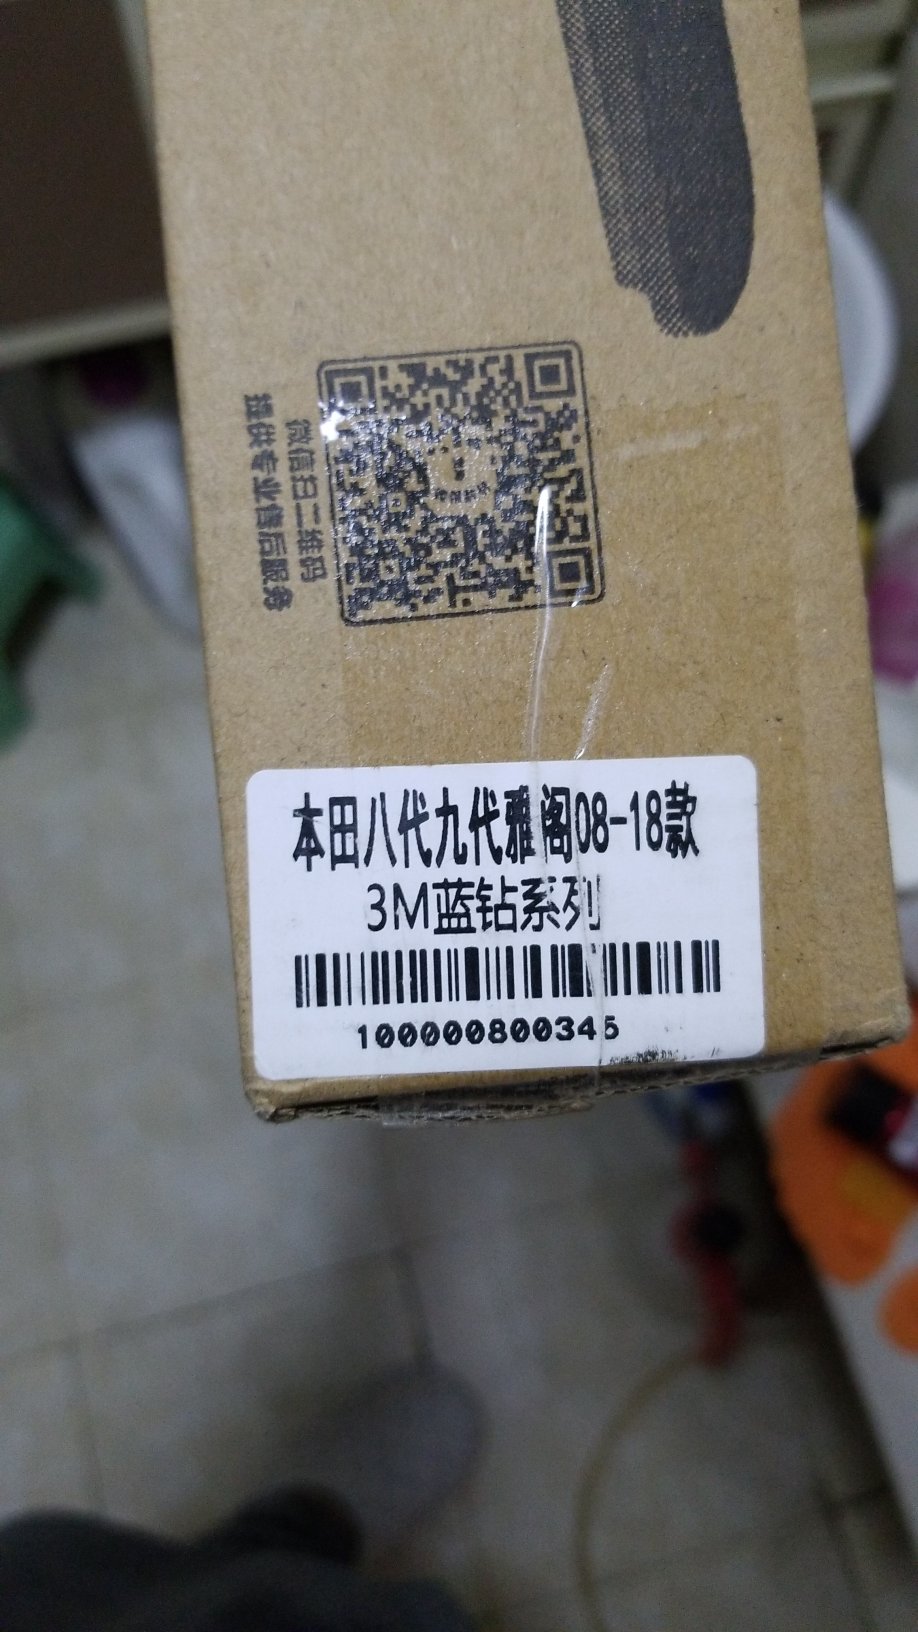 微信扫二维码
提供专业售后服务
本田八代九代雅阁08-18款
3M蓝钻系列
100000800345